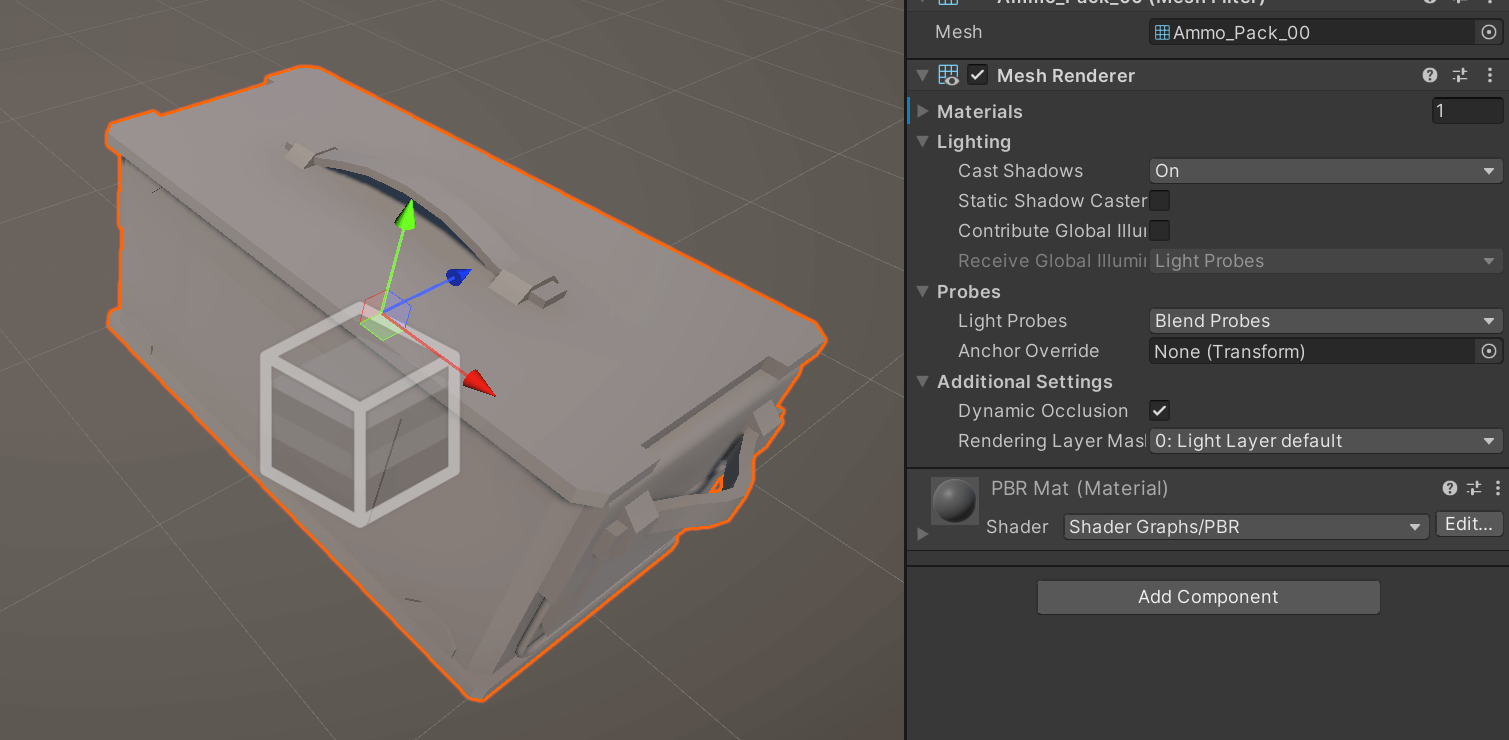 Ammo_Pack_00 (Mesh Filter)
Mesh
Ammo_Pack_00
Mesh Renderer
Materials
1
Lighting
Cast Shadows
On
Static Shadow Caster
Contribute Global Illu
Receive Global Illumi
Light Probes
Probes
Light Probes
Blend Probes
Anchor Override
None (Transform)
Additional Settings
Dynamic Occlusion
Rendering Layer Mas
0: Light Layer default
PBR Mat (Material)
Shader
Shader Graphs/PBR
Edit...
Add Component